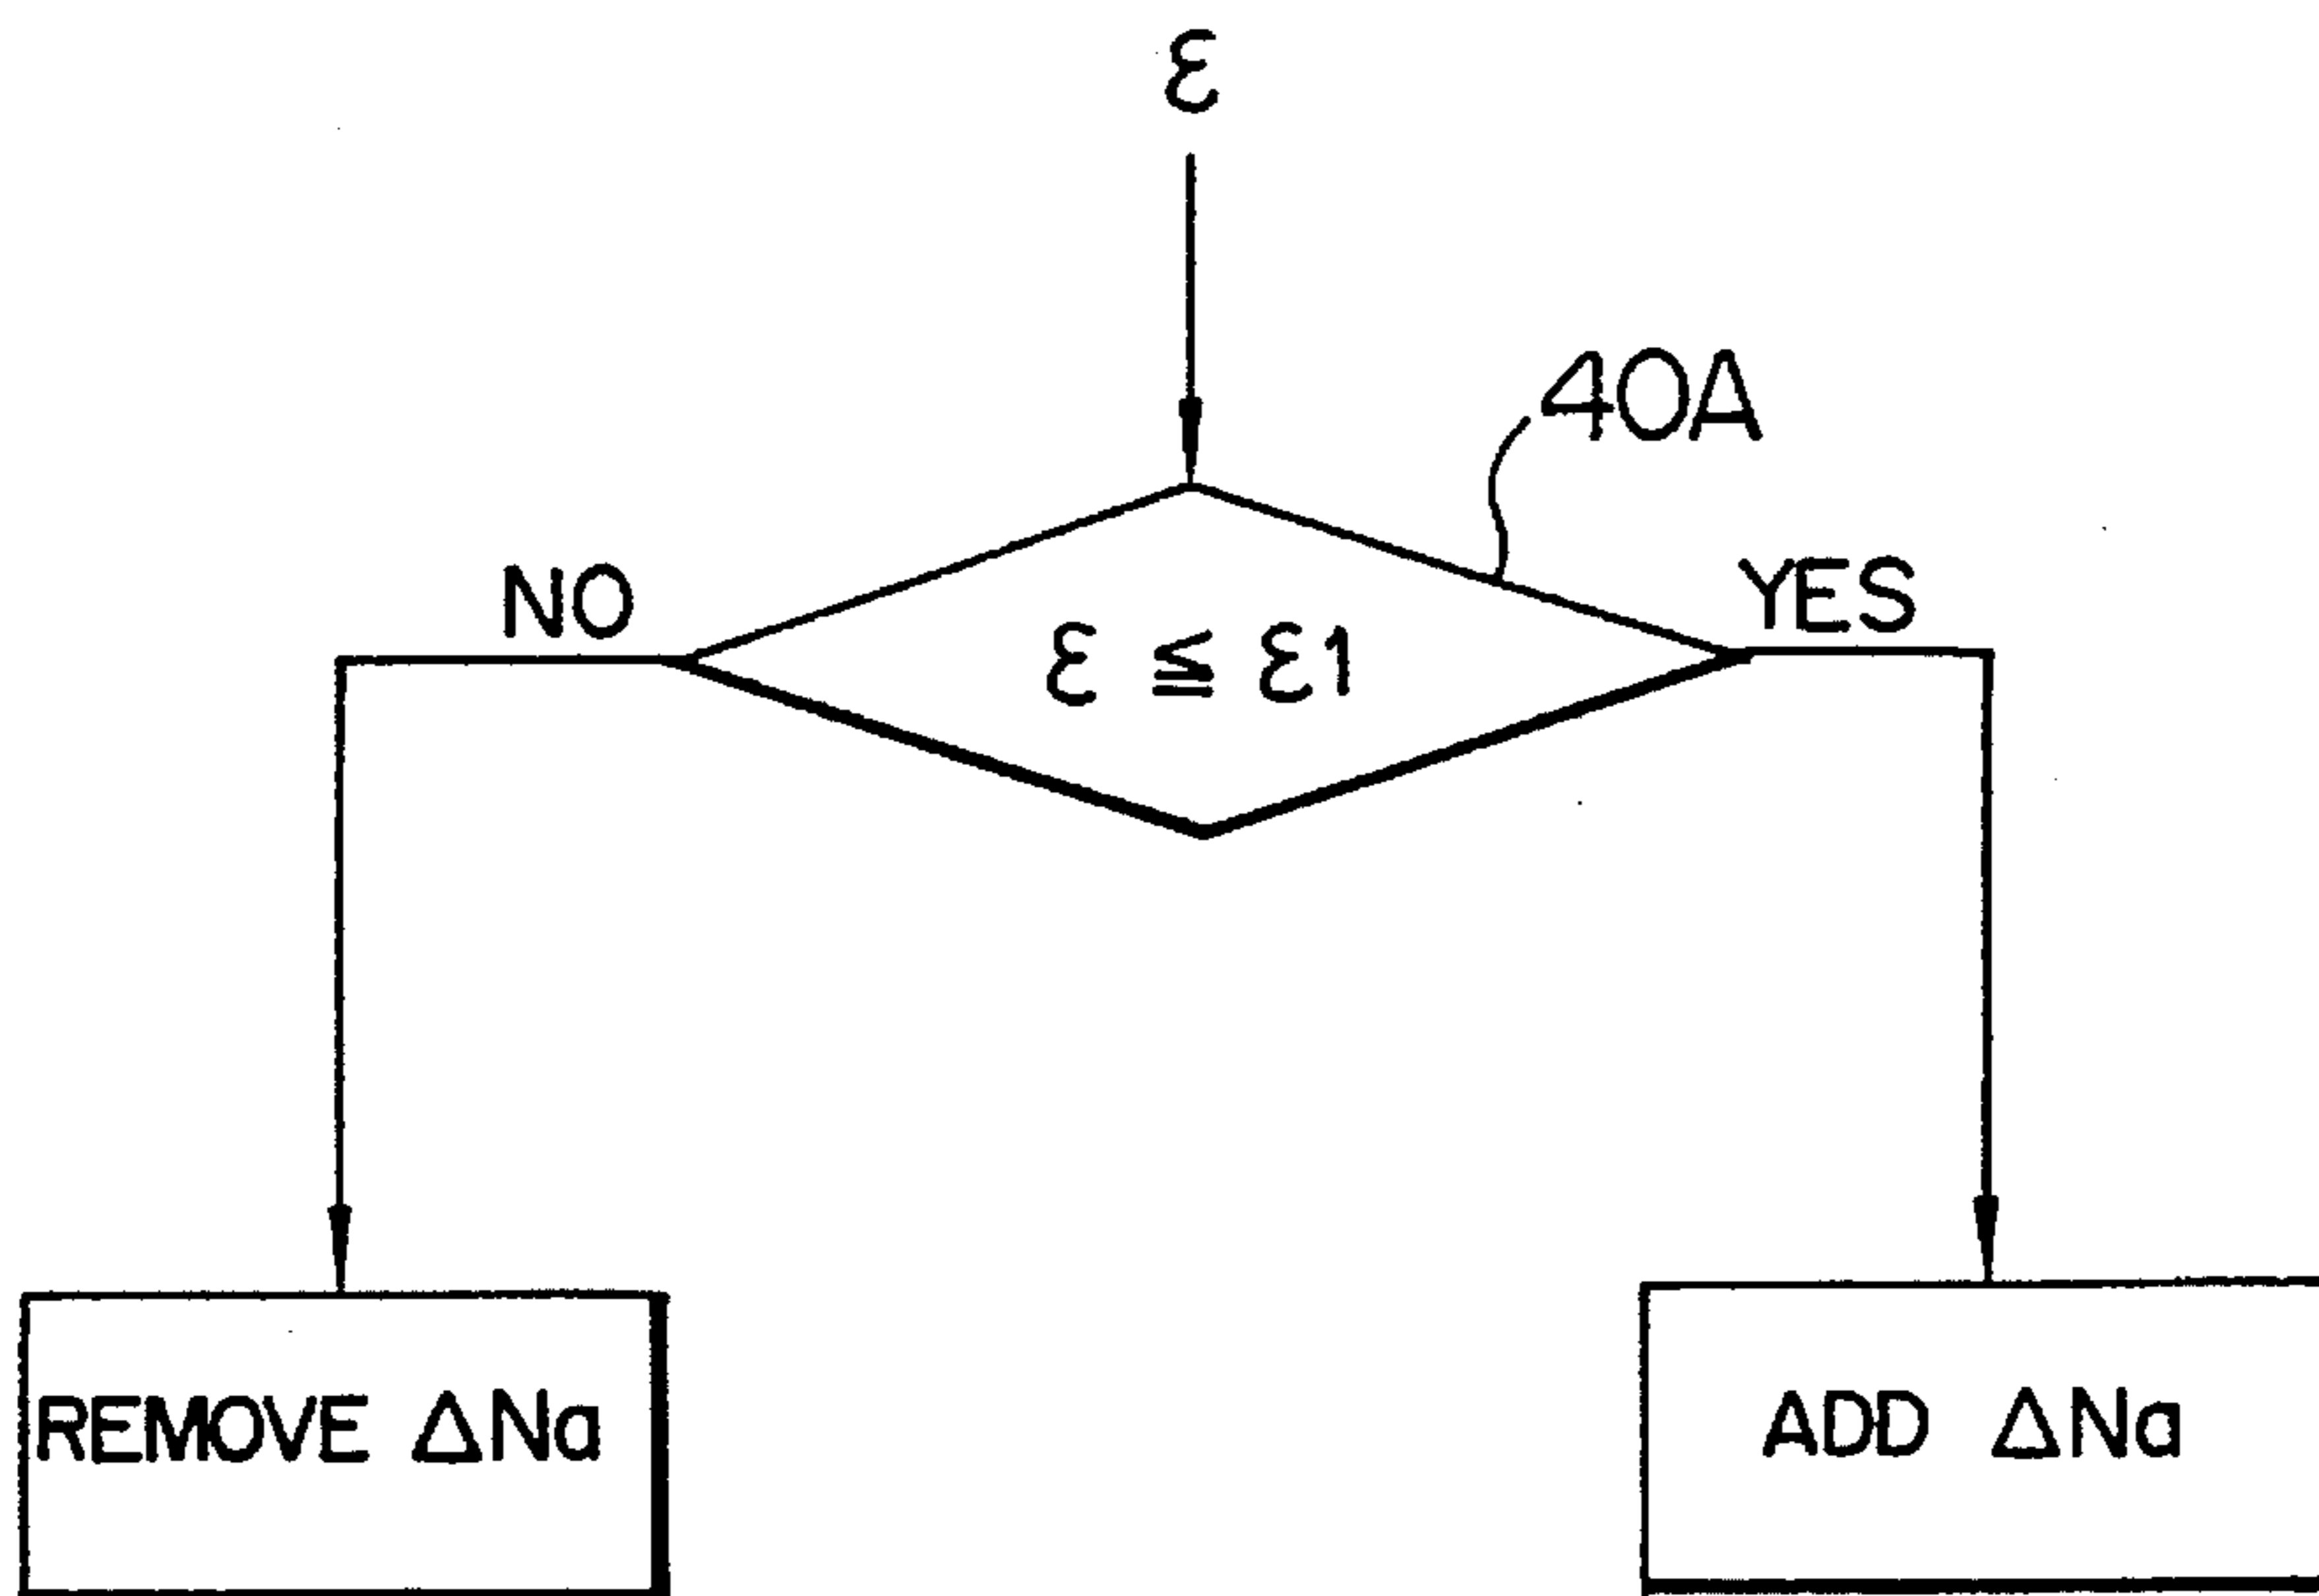 ε
40A
NO
YES
ε ≦ ε1
REMOVE ΔNa
ADD ΔNa